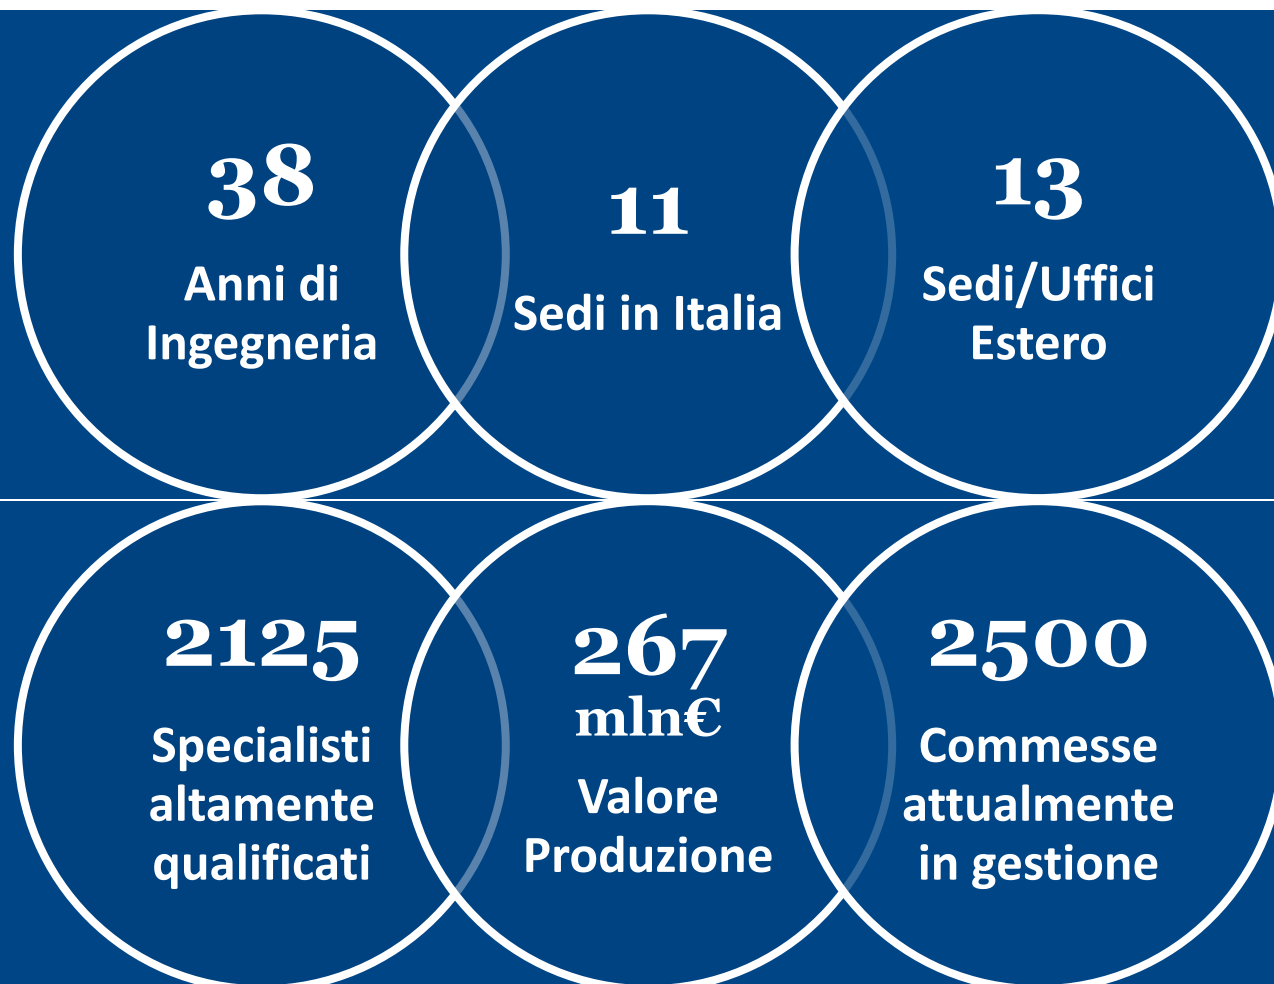 38
Anni di
Ingegneria
11
Sedi in Italia
13
Sedi/Uffici
Estero
2125
Specialisti
altamente
qualificati
267
mln€
Valore
Produzione
2500
Commesse
attualmente
in gestione